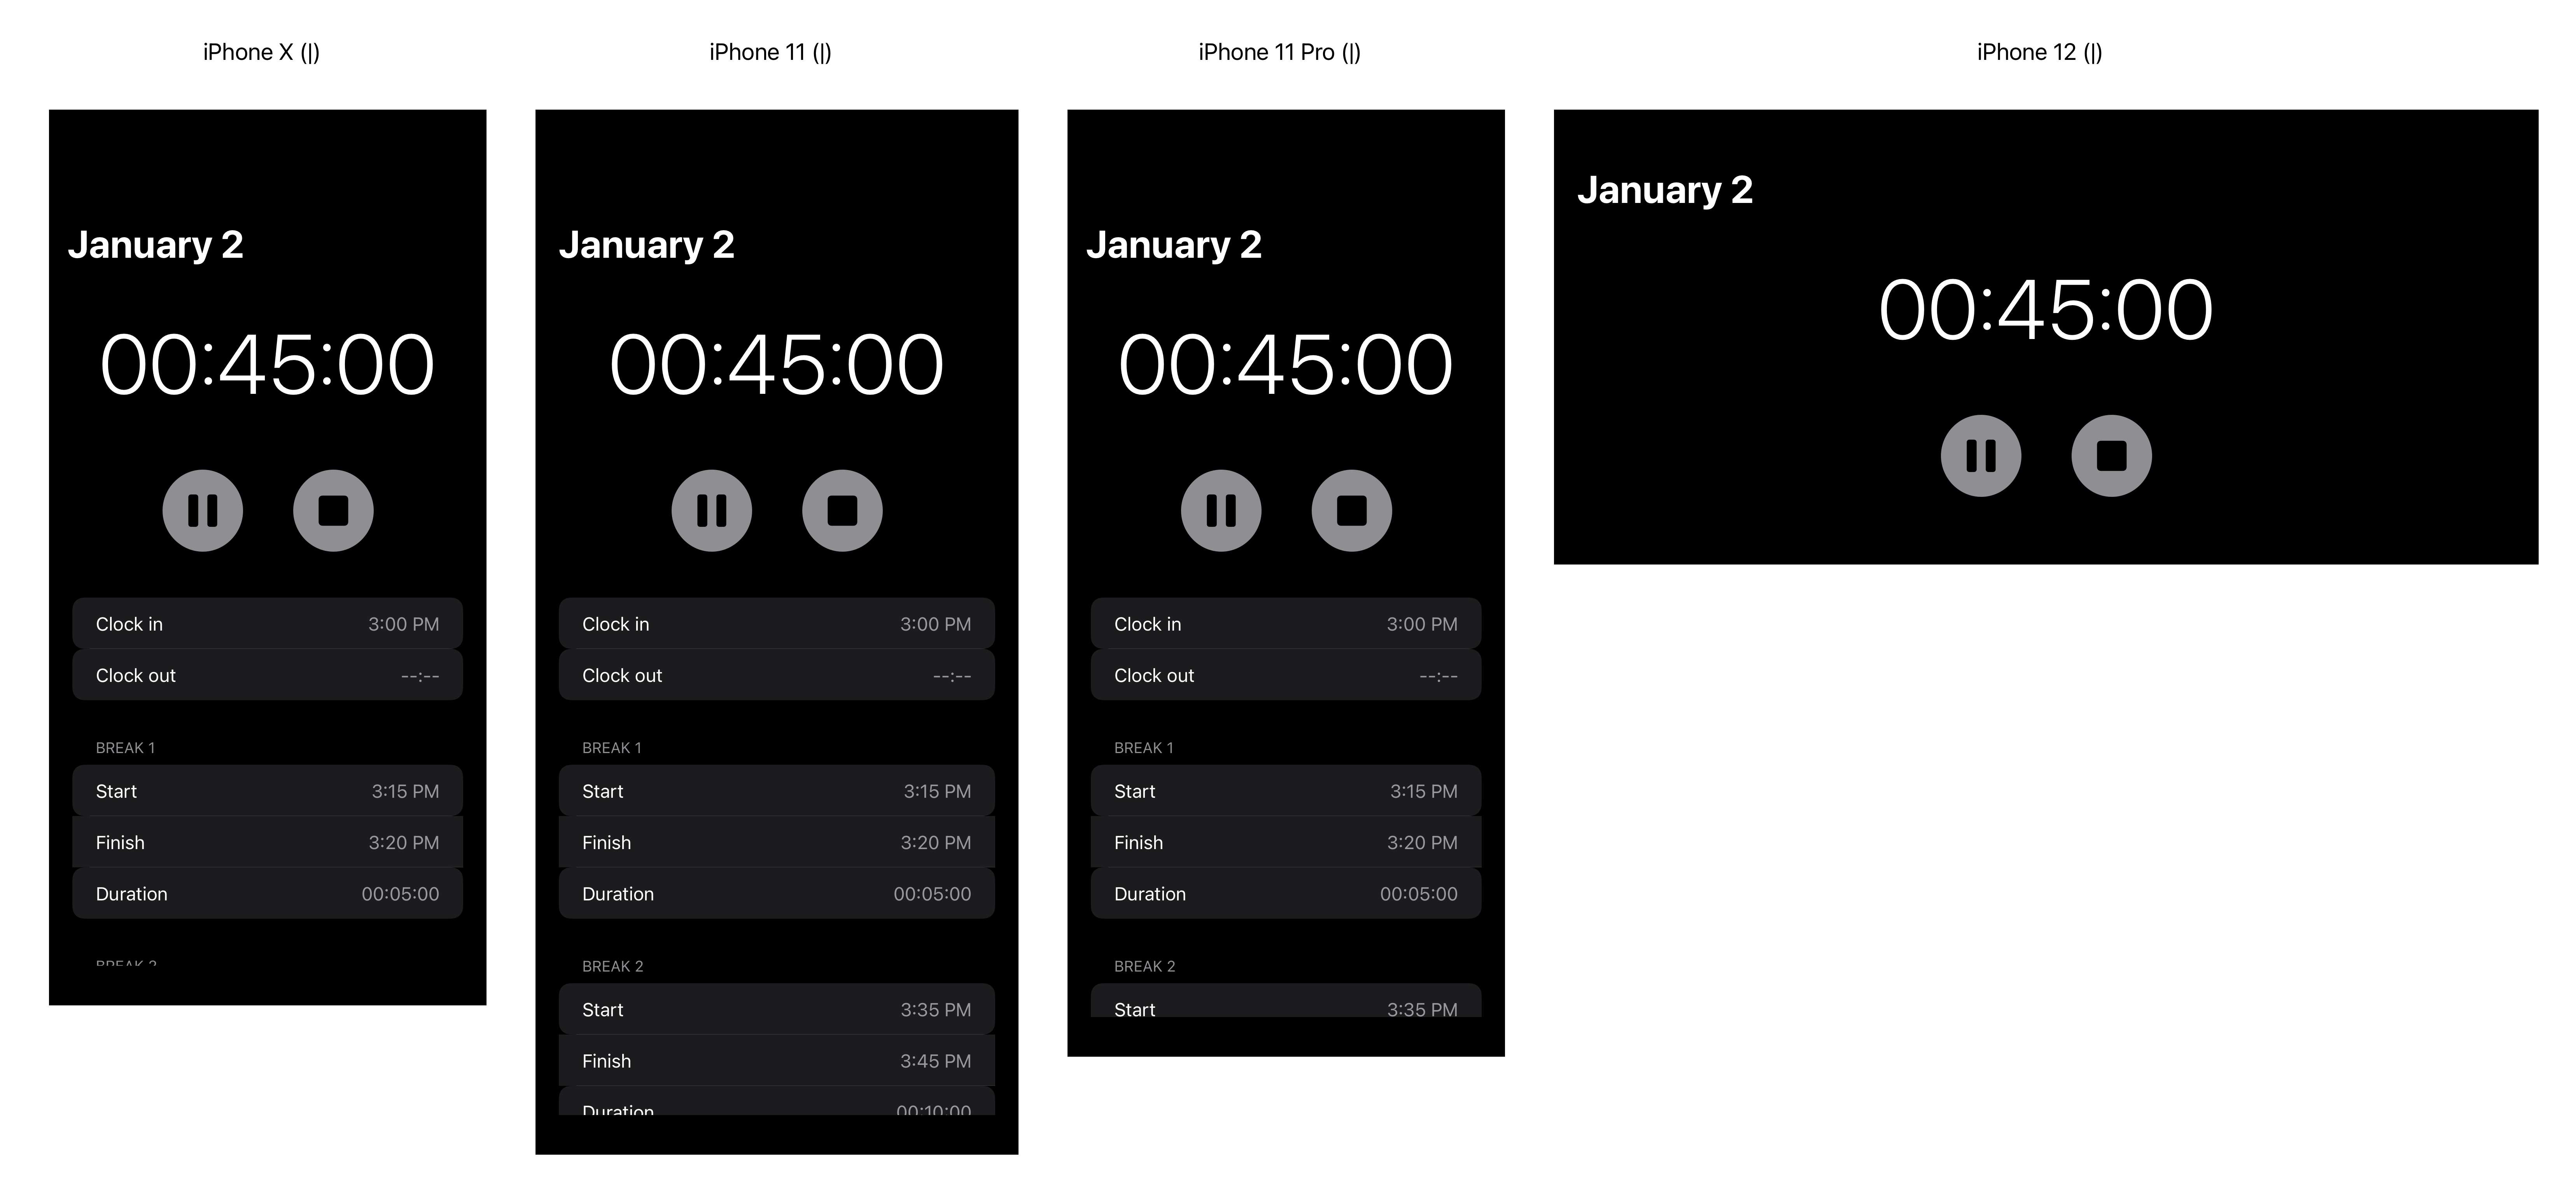 iPhone X (|)
January 2
00:45:00
Clock in 3:00 PM
Clock out --:--
BREAK 1
Start 3:15 PM
Finish 3:20 PM
Duration 00:05:00
BREAK 2
iPhone 11 (|)
January 2
00:45:00
Clock in 3:00 PM
Clock out --:--
BREAK 1
Start 3:15 PM
Finish 3:20 PM
Duration 00:05:00
BREAK 2
Start 3:35 PM
Finish 3:45 PM
Duration 00:10:00
iPhone 11 Pro (|)
January 2
00:45:00
Clock in 3:00 PM
Clock out --:--
BREAK 1
Start 3:15 PM
Finish 3:20 PM
Duration 00:05:00
BREAK 2
Start 3:35 PM
iPhone 12 (|)
January 2
00:45:00